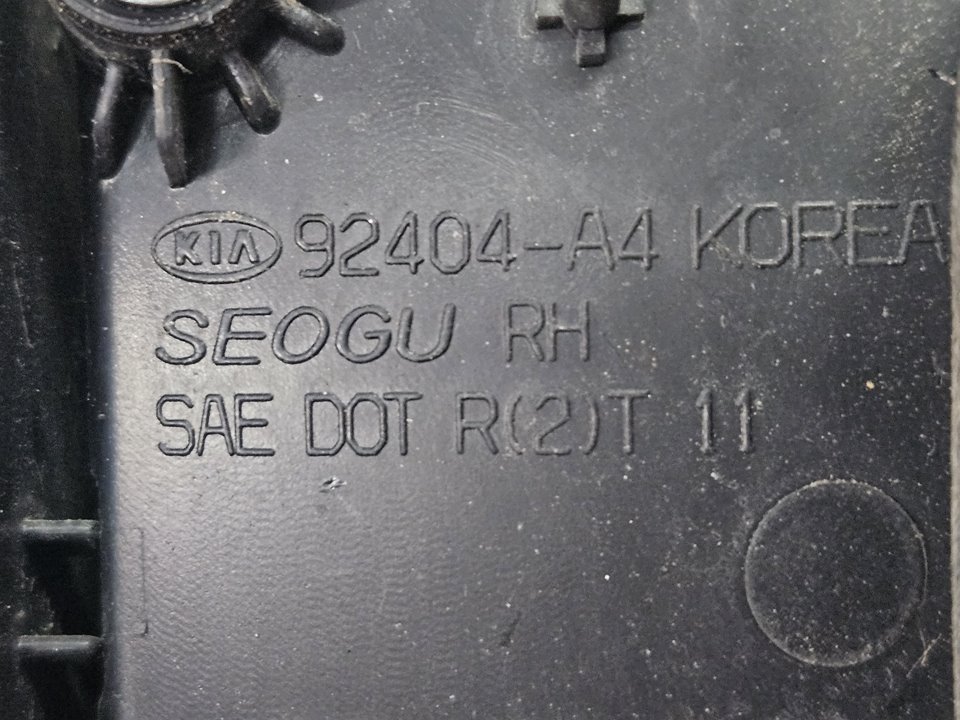 KIA 92404-A4 KOREA
SEOGU RH
SAE DOT R(2)T 11